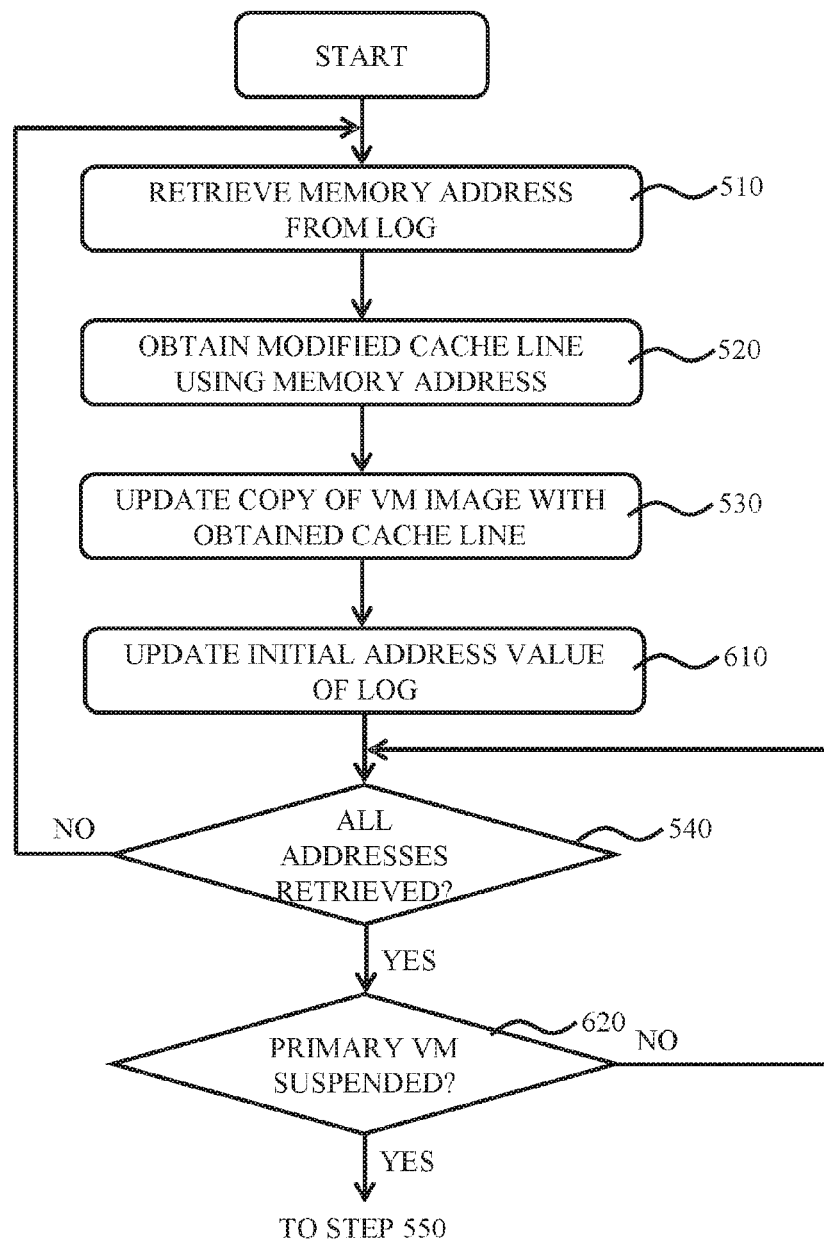 START
RETRIEVE MEMORY ADDRESS
FROM LOG
510
OBTAIN MODIFIED CACHE LINE
USING MEMORY ADDRESS
520
UPDATE COPY OF VM IMAGE WITH
OBTAINED CACHE LINE
530
UPDATE INITIAL ADDRESS VALUE
OF LOG
610
NO
ALL
ADDRESSES
RETRIEVED?
540
YES
PRIMARY VM
SUSPENDED?
620
NO
YES
TO STEP 550